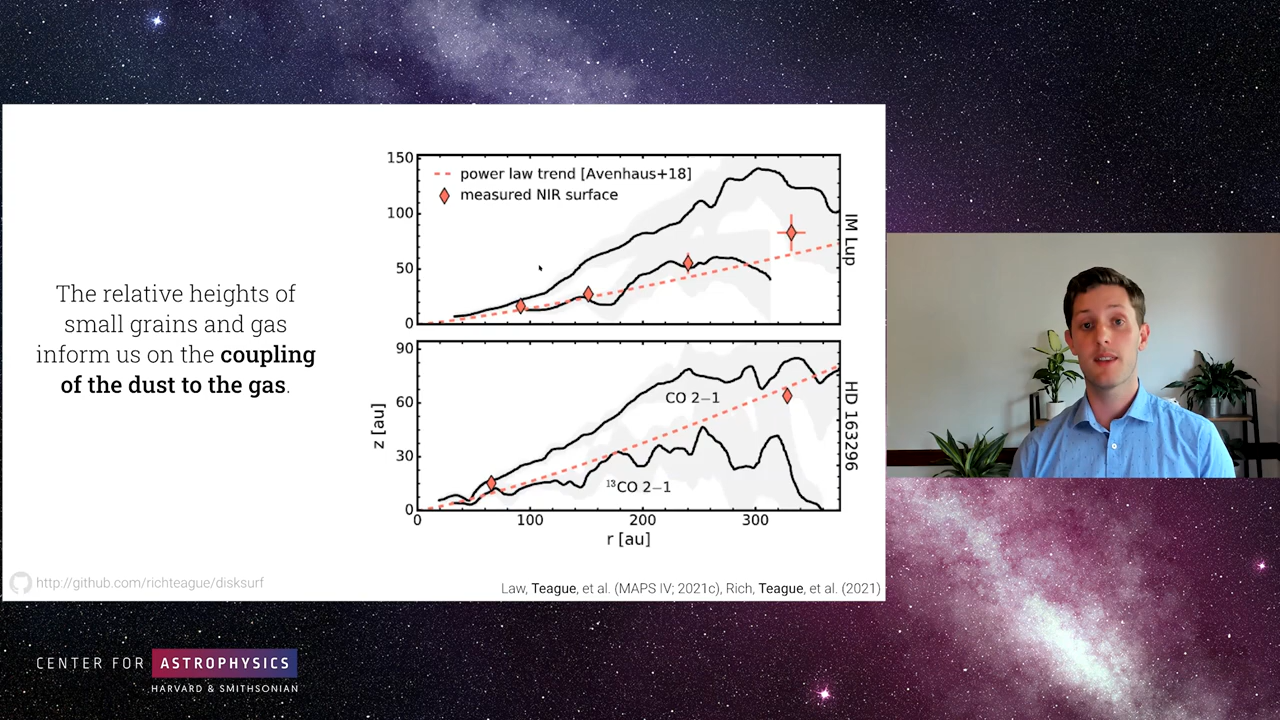 The relative heights of
small grains and gas
inform us on the coupling
of the dust to the gas.
150
100
50
0
power law trend [Avenhaus+18]
measured NIR surface
IM Lup
90
60
30
0
z [au]
CO 2−1
¹³CO 2−1
HD 163296
0 100 200 300
r [au]
http://github.com/richteague/disksurf
Law, Teague, et al. (MAPS IV; 2021c), Rich, Teague, et al. (2021)
CENTER FOR ASTROPHYSICS
HARVARD & SMITHSONIAN